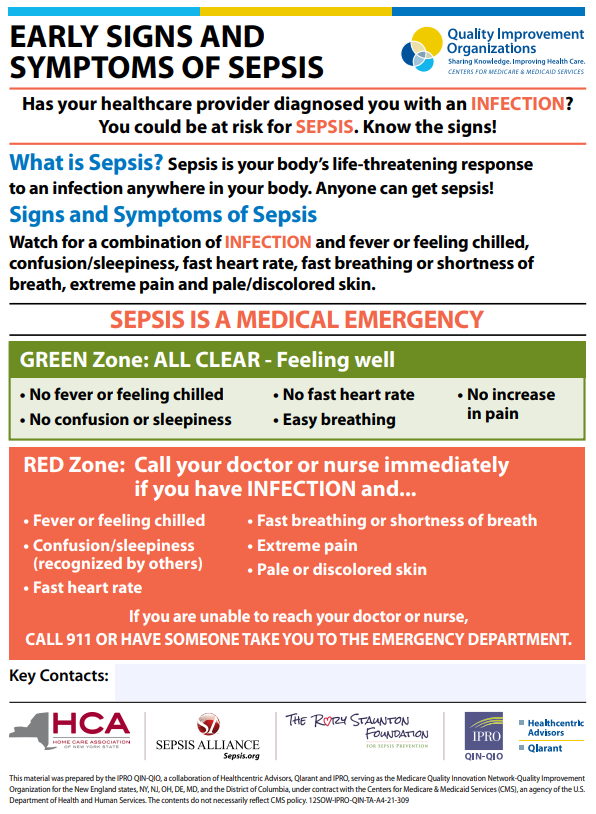 EARLY SIGNS AND
SYMPTOMS OF SEPSIS
Quality Improvement
Organizations
Sharing Knowledge. Improving Health Care.
CENTERS FOR MEDICARE & MEDICAID SERVICES
Has your healthcare provider diagnosed you with an INFECTION?
You could be at risk for SEPSIS. Know the signs!
What is Sepsis? Sepsis is your body's life-threatening response
to an infection anywhere in your body. Anyone can get sepsis!
Signs and Symptoms of Sepsis
Watch for a combination of INFECTION and fever or feeling chilled,
confusion/sleepiness, fast heart rate, fast breathing or shortness of
breath, extreme pain and pale/discolored skin.
SEPSIS IS A MEDICAL EMERGENCY
GREEN Zone: ALL CLEAR - Feeling well
• No fever or feeling chilled
• No confusion or sleepiness
• No fast heart rate
• Easy breathing
• No increase
in pain
RED Zone: Call your doctor or nurse immediately
if you have INFECTION and...
• Fever or feeling chilled
• Confusion/sleepiness
(recognized by others)
• Fast heart rate
• Fast breathing or shortness of breath
• Extreme pain
• Pale or discolored skin
If you are unable to reach your doctor or nurse,
CALL 911 OR HAVE SOMEONE TAKE YOU TO THE EMERGENCY DEPARTMENT.
Key Contacts:
HCA
HOME CARE ASSOCIATION
OF NEW YORK STATE
SEPSIS ALLIANCE
Sepsis.org
THE RORY STAUNTON
FOUNDATION
FOR SEPSIS PREVENTION
IPRO
QIN-QIO
Healthcentric
Advisors
Qlarant
This material was prepared by the IPRO QIN-QIO, a collaboration of Healthcentric Advisors, Qlarant and IPRO, serving as the Medicare Quality Innovation Network-Quality Improvement
Organization for the New England states, NY, NJ, OH, DE, MD, and the District of Columbia, under contract with the Centers for Medicare & Medicaid Services (CMS), an agency of the U.S.
Department of Health and Human Services. The contents do not necessarily reflect CMS policy. 12SOW-IPRO-QIN-TA-A4-21-309